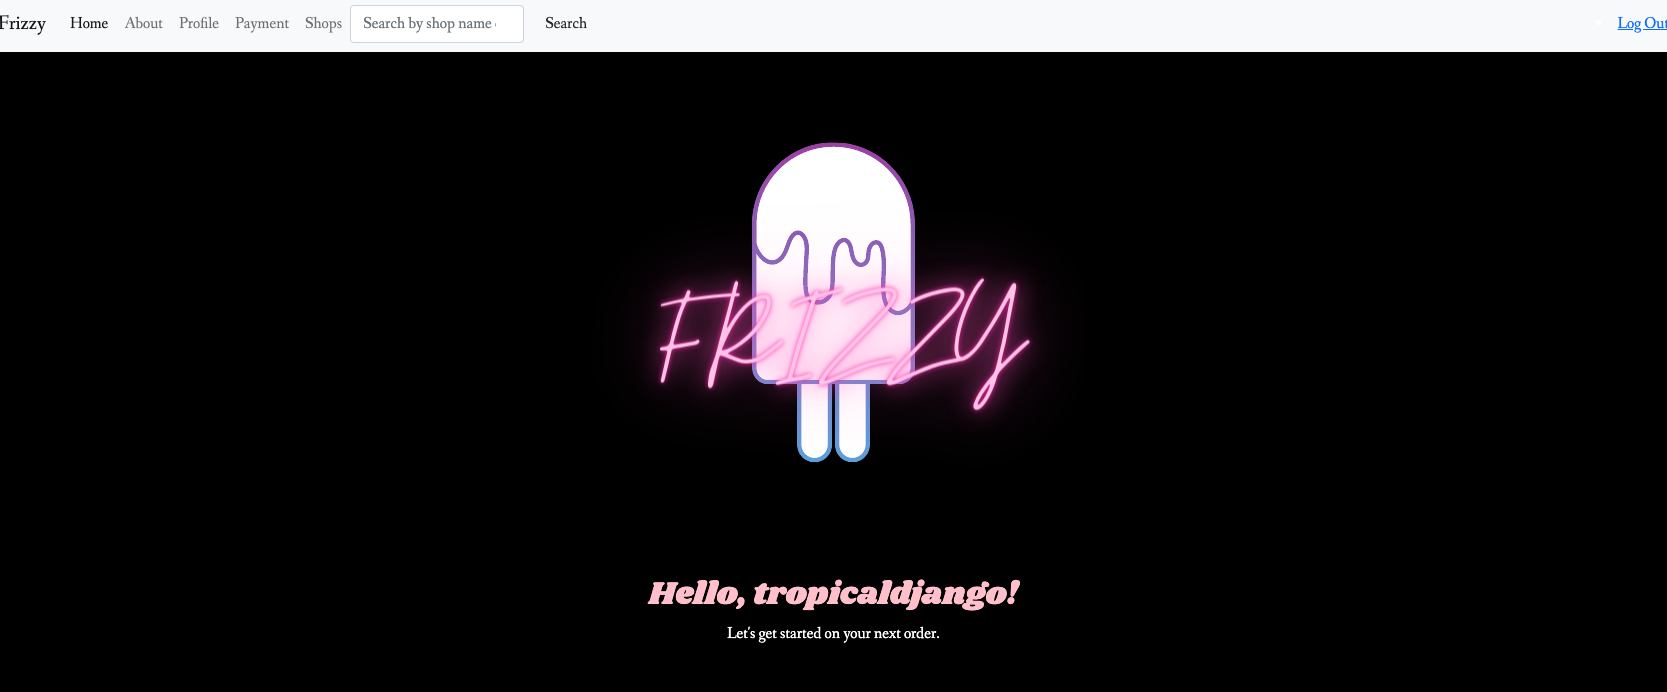 Frizzy Home About Profile Payment Shops Search by shop name Search Log Out
FRIZZY
Hello, tropicaldjango!
Let's get started on your next order.